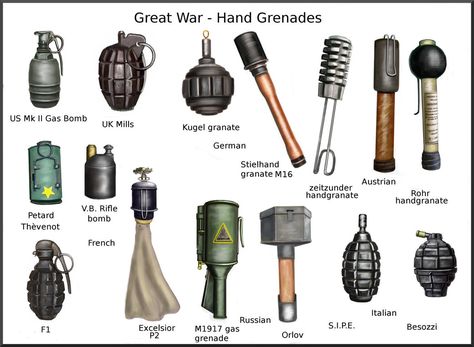 Great War - Hand Grenades
US Mk II Gas Bomb
UK Mills
Kugel granate
German
Stielhand
granate M16
zeitzunder
handgranate
Austrian
Rohr
handgranate
Petard
Thèvenot
V.B. Rifle
bomb
French
F1
Excelsior
P2
M1917 gas
grenade
Russian
Orlov
S.I.P.E.
Italian
Besozzi